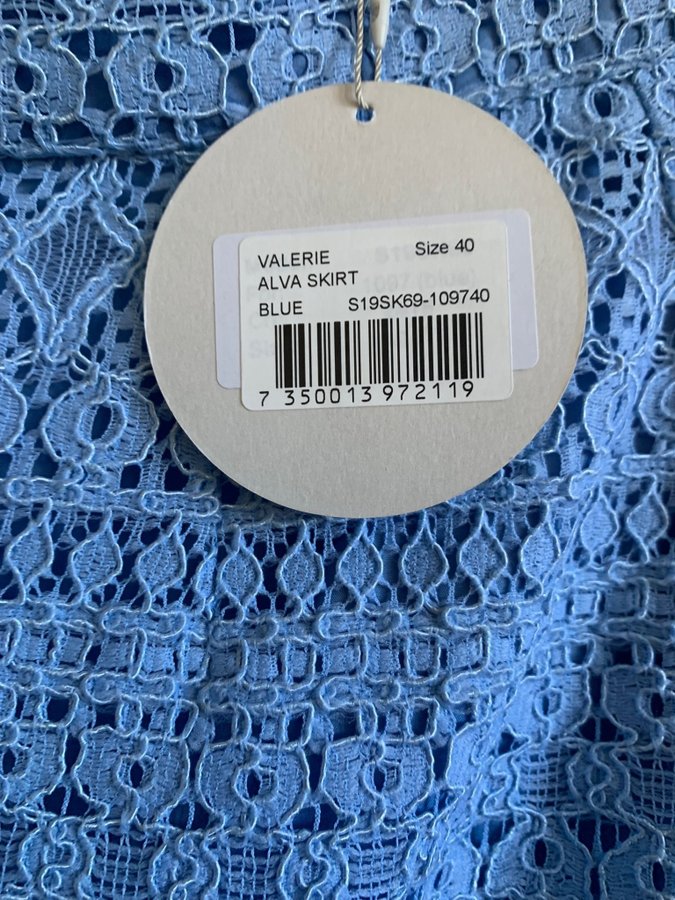 VALERIE Size 40
ALVA SKIRT
BLUE S19SK69-109740
7 350013 972119